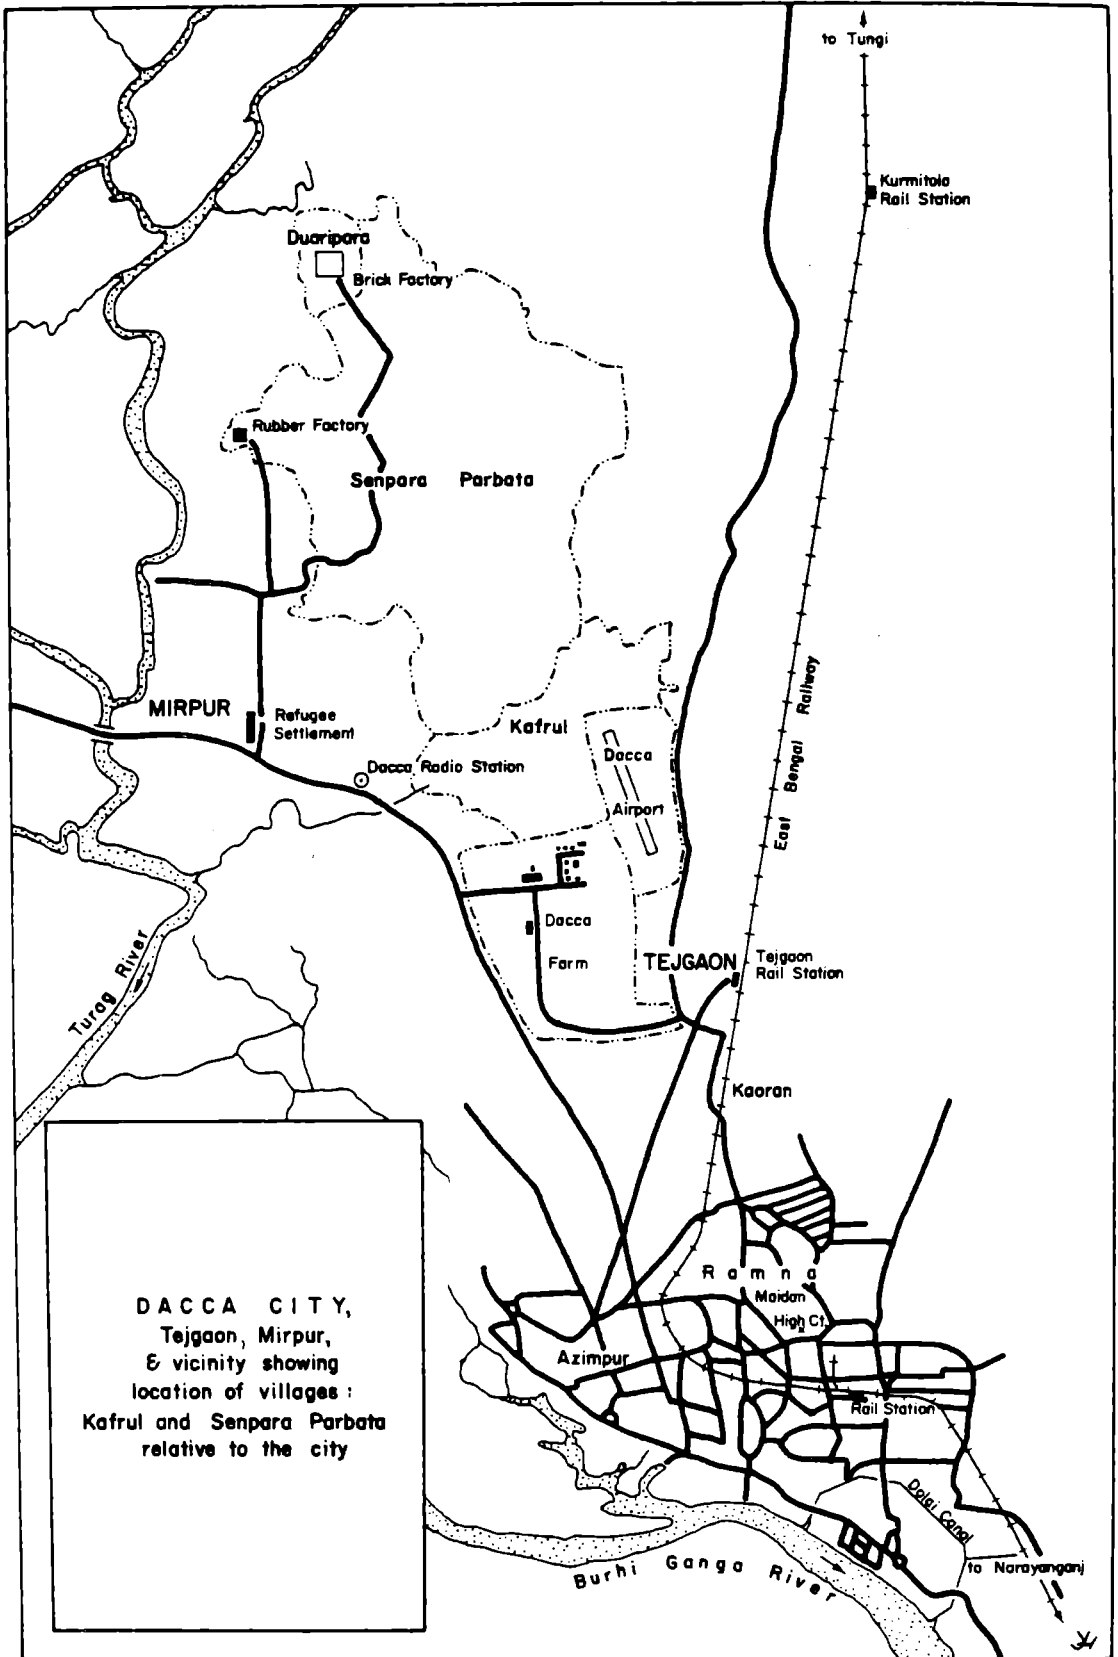 to Tungi
Kurmitola
Rail Station
Duaripara
Brick Factory
Rubber Factory
Senpara Parbata
East Bengal Railway
MIRPUR
Refugee
Settlement
Kafrul
Dacca
Airport
Dacca Radio Station
Dacca
Farm
TEJGAON
Tejgaon
Rail Station
Turag River
Kaoran
Ramna
Maidan
High Ct.
Azimpur
Rail Station
Dolai Canal
to Narayanganj
Burhi Ganga River
DACCA CITY,
Tejgaon, Mirpur,
& vicinity showing
location of villages :
Kafrul and Senpara Parbata
relative to the city